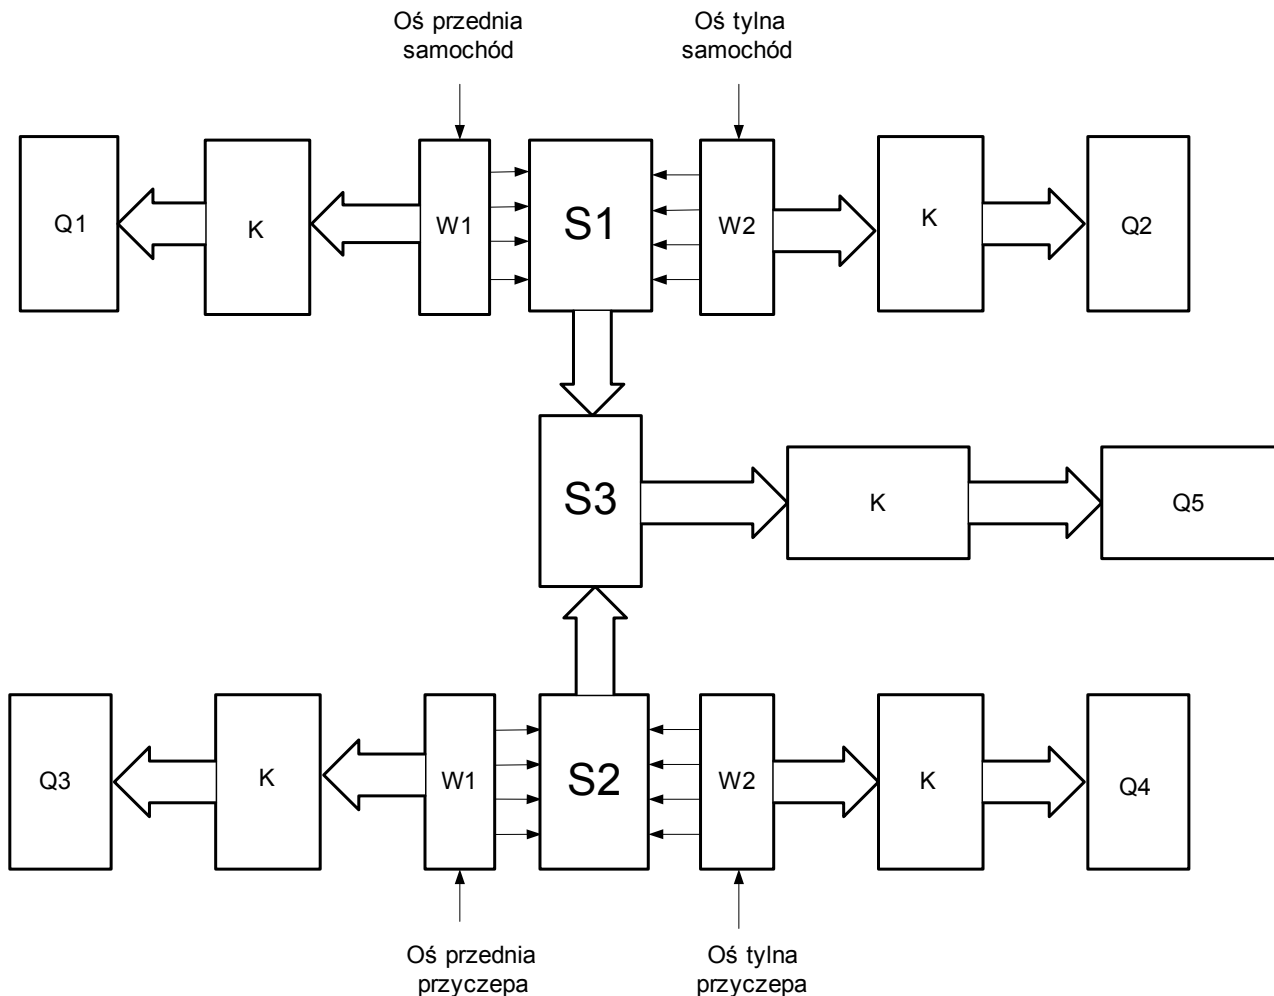 Oś przednia
samochód
Oś tylna
samochód
Q1
K
W1
S1
W2
K
Q2
S3
K
Q5
Q3
K
W1
S2
W2
K
Q4
Oś przednia
przyczepa
Oś tylna
przyczepa